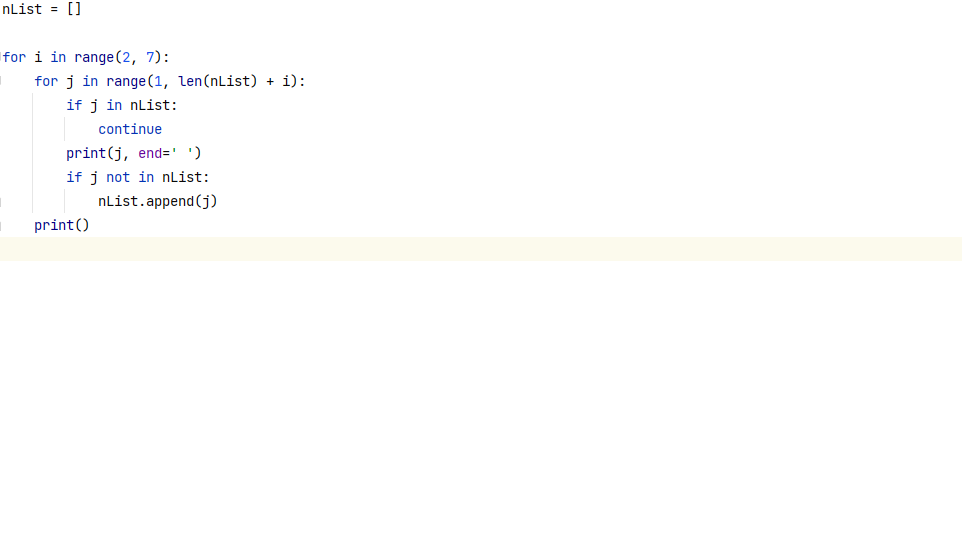 nList = []
for i in range(2, 7):
    for j in range(1, len(nList) + i):
        if j in nList:
            continue
        print(j, end=' ')
        if j not in nList:
            nList.append(j)
    print()